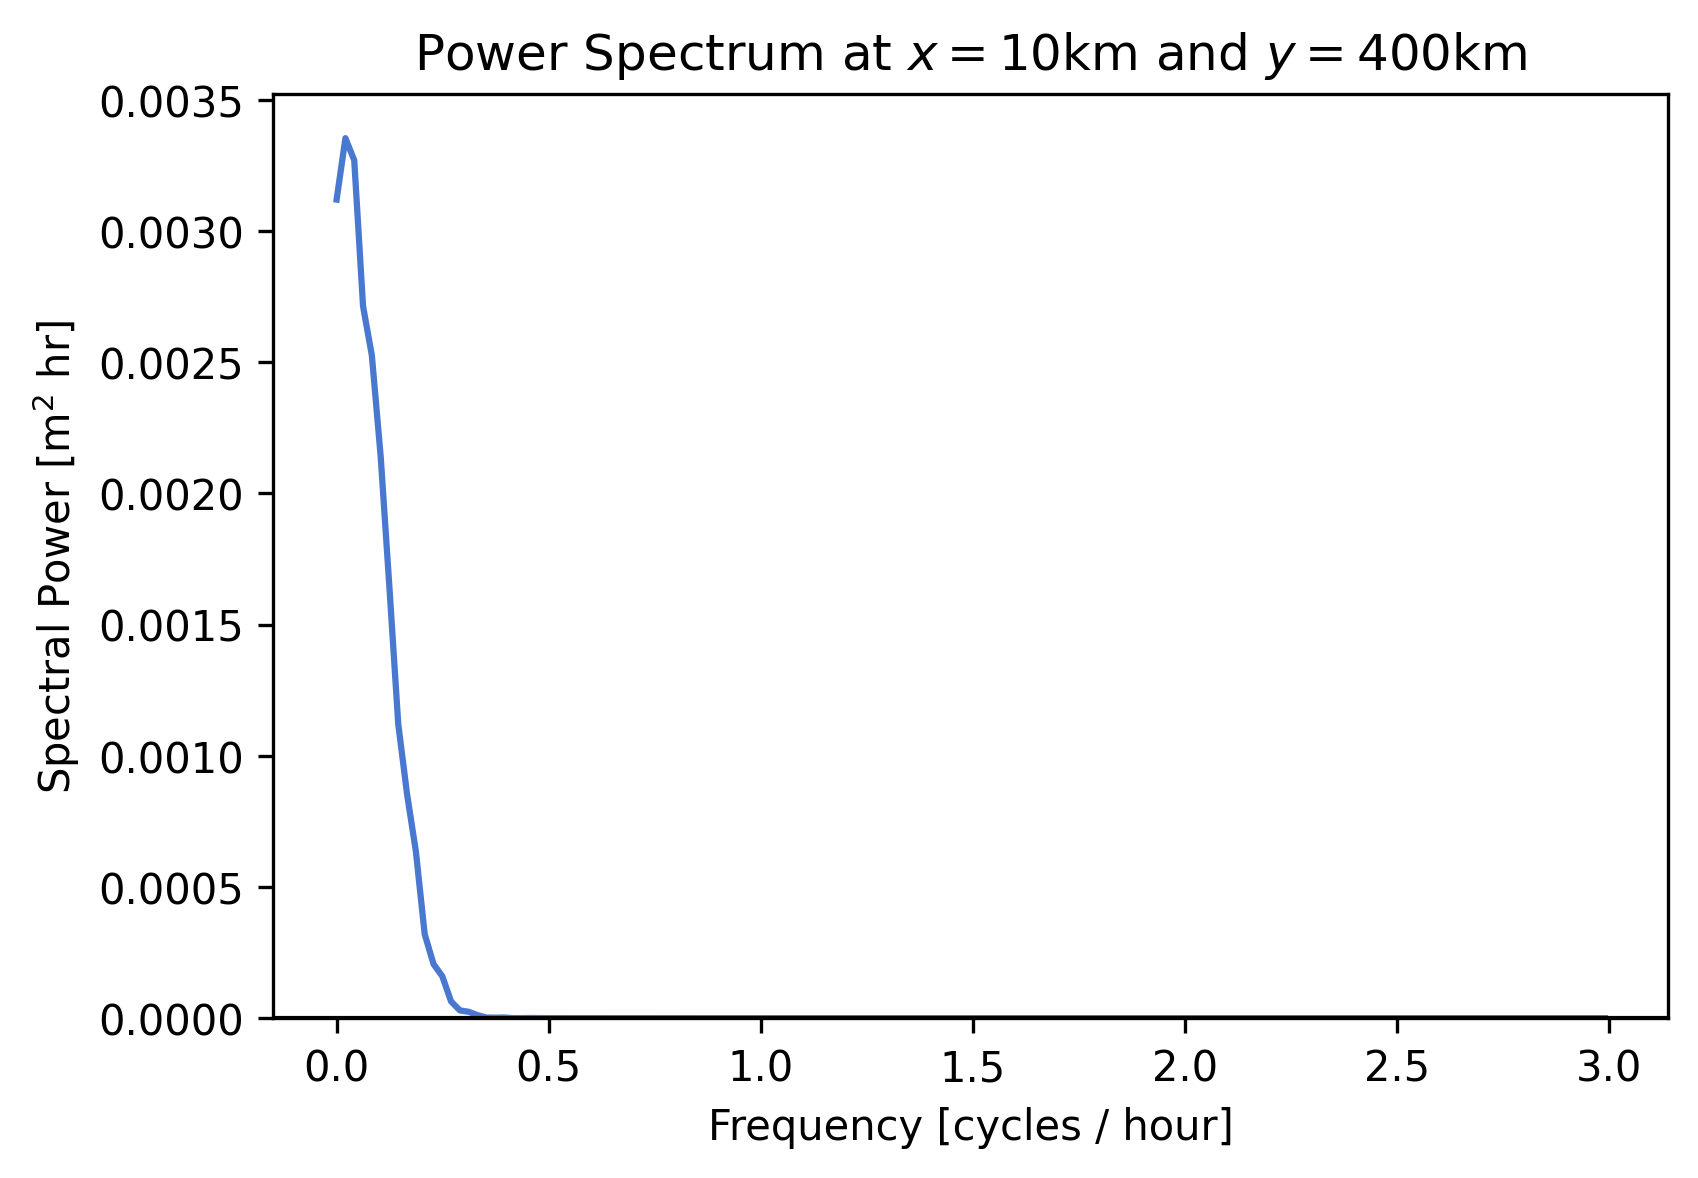 Power Spectrum at x = 10km and y = 400km
0.0035
0.0030
0.0025
0.0020
0.0015
0.0010
0.0005
0.0000
Spectral Power [m² hr]
0.0 0.5 1.0 1.5 2.0 2.5 3.0
Frequency [cycles / hour]